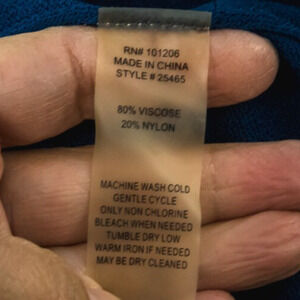 RN# 101206
MADE IN CHINA
STYLE # 25465
80% VISCOSE
20% NYLON
MACHINE WASH COLD
GENTLE CYCLE
ONLY NON CHLORINE
BLEACH WHEN NEEDED
TUMBLE DRY LOW
WARM IRON IF NEEDED
MAY BE DRY CLEANED